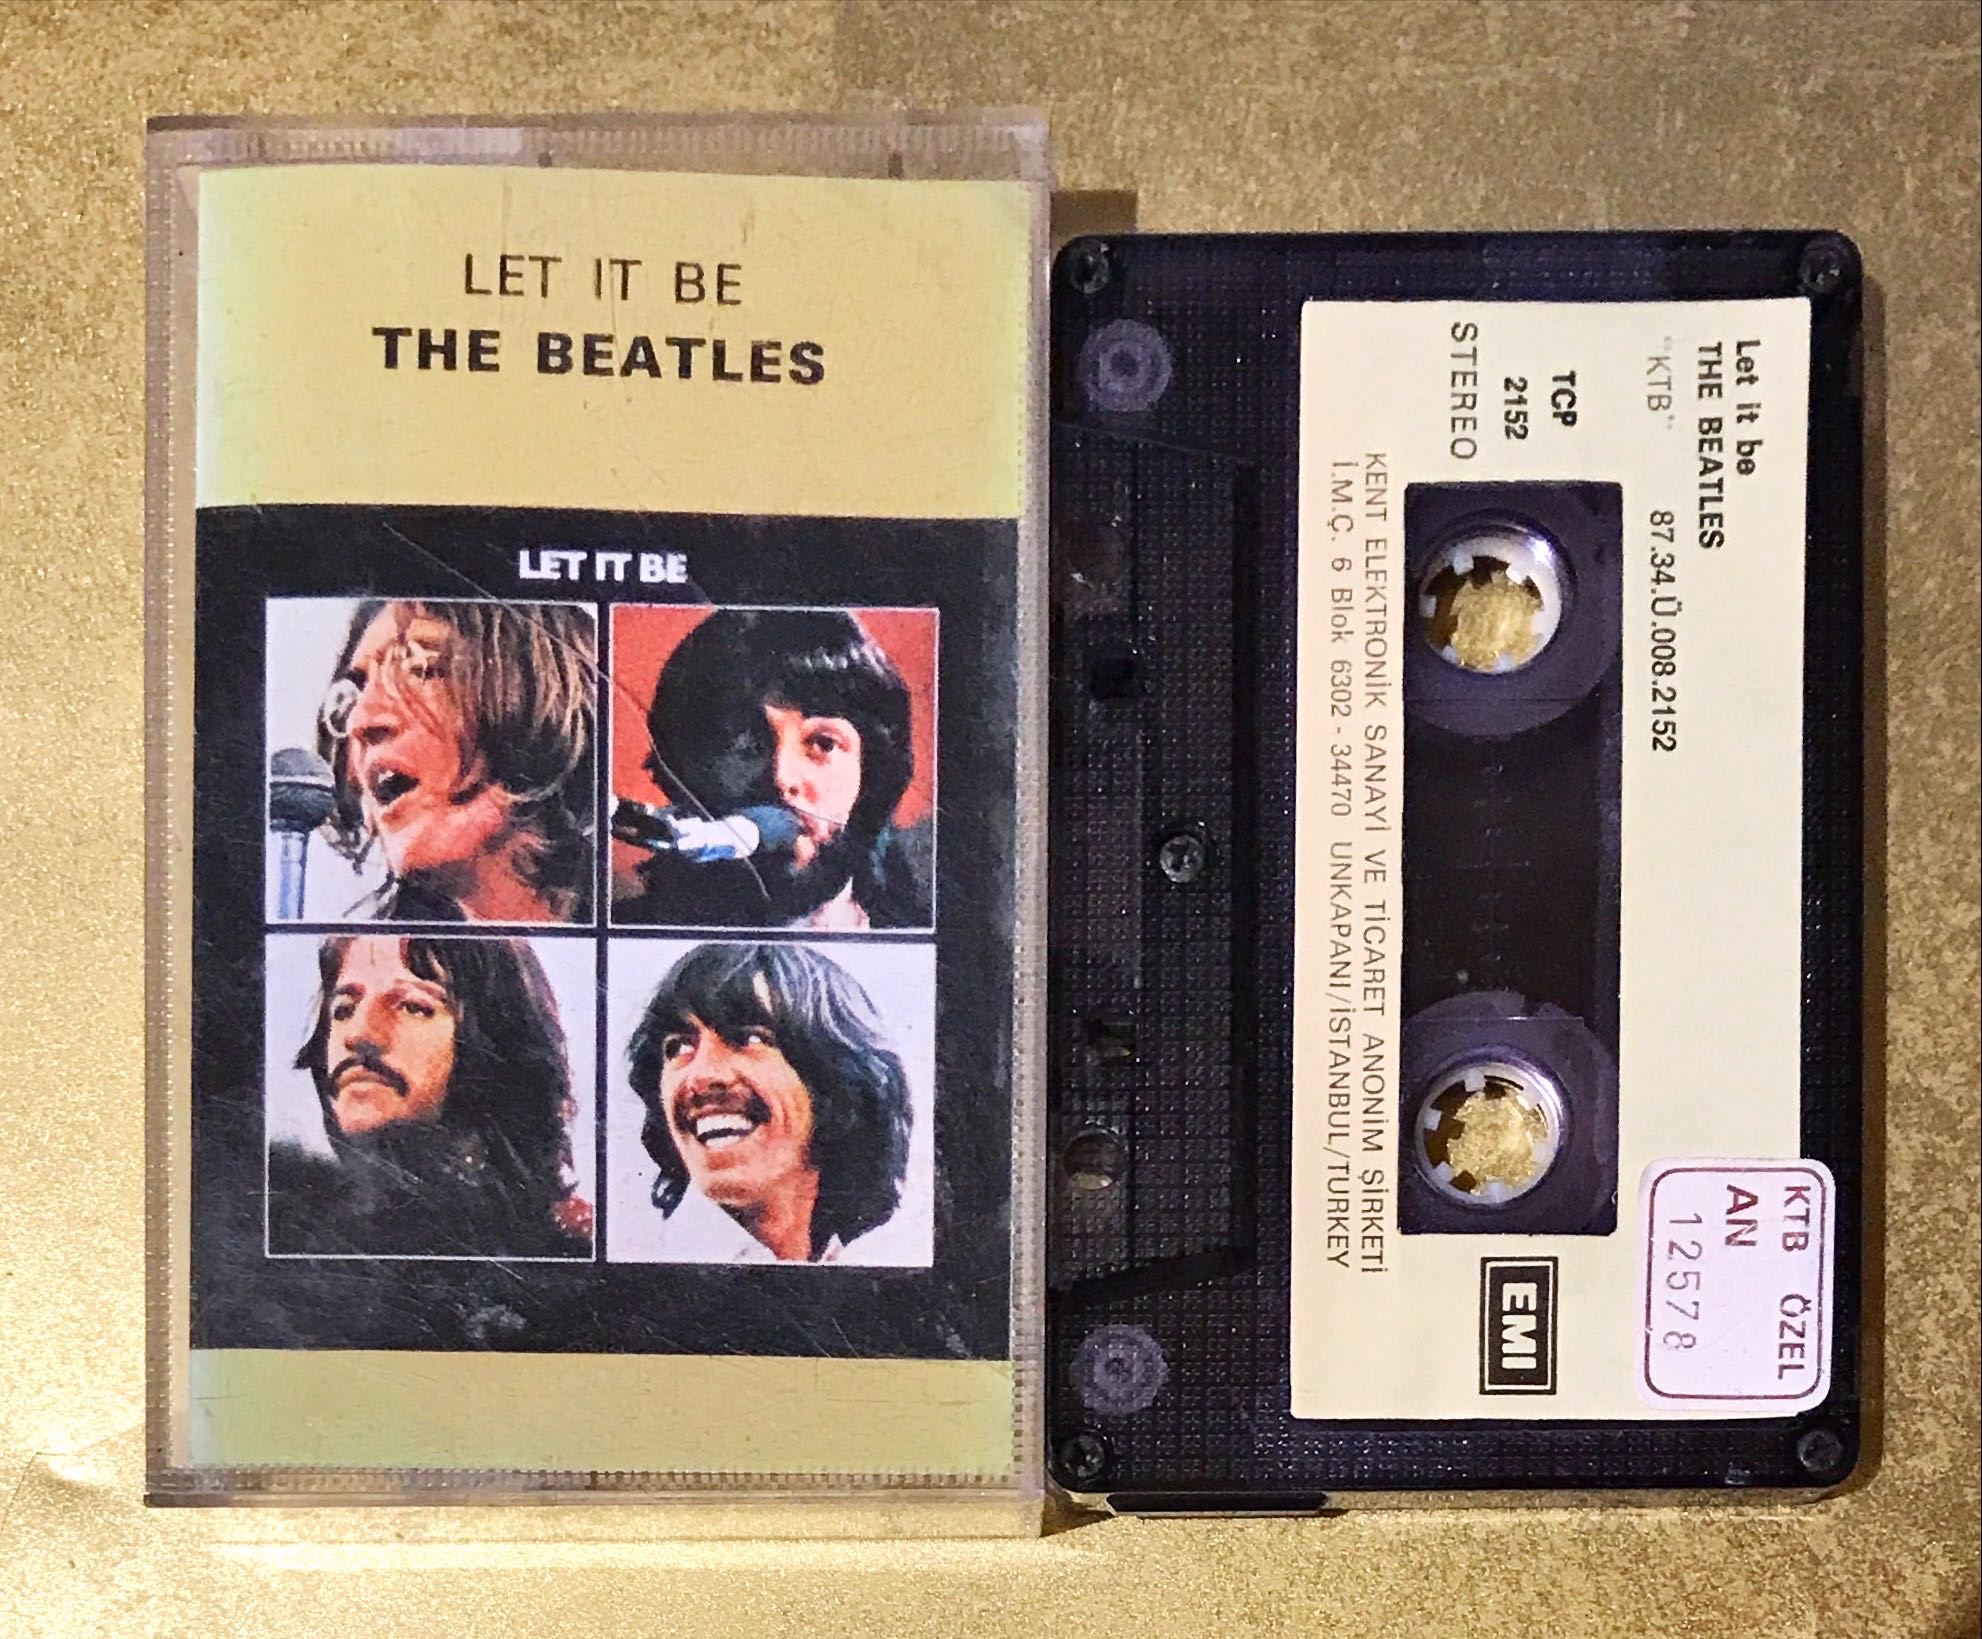 LET IT BE
THE BEATLES
LET IT BE
Let it be
THE BEATLES
"KTB" 87.34.Ü.008.2152
TCP
2152
STEREO
KENT ELEKTRONİK SANAYİ VE TİCARET ANONİM ŞİRKETİ
İ.M.Ç. 6 Blok 6302 - 34470 UNKAPANI/İSTANBUL/TURKEY
EMI
KTB ÖZEL
AN
12578